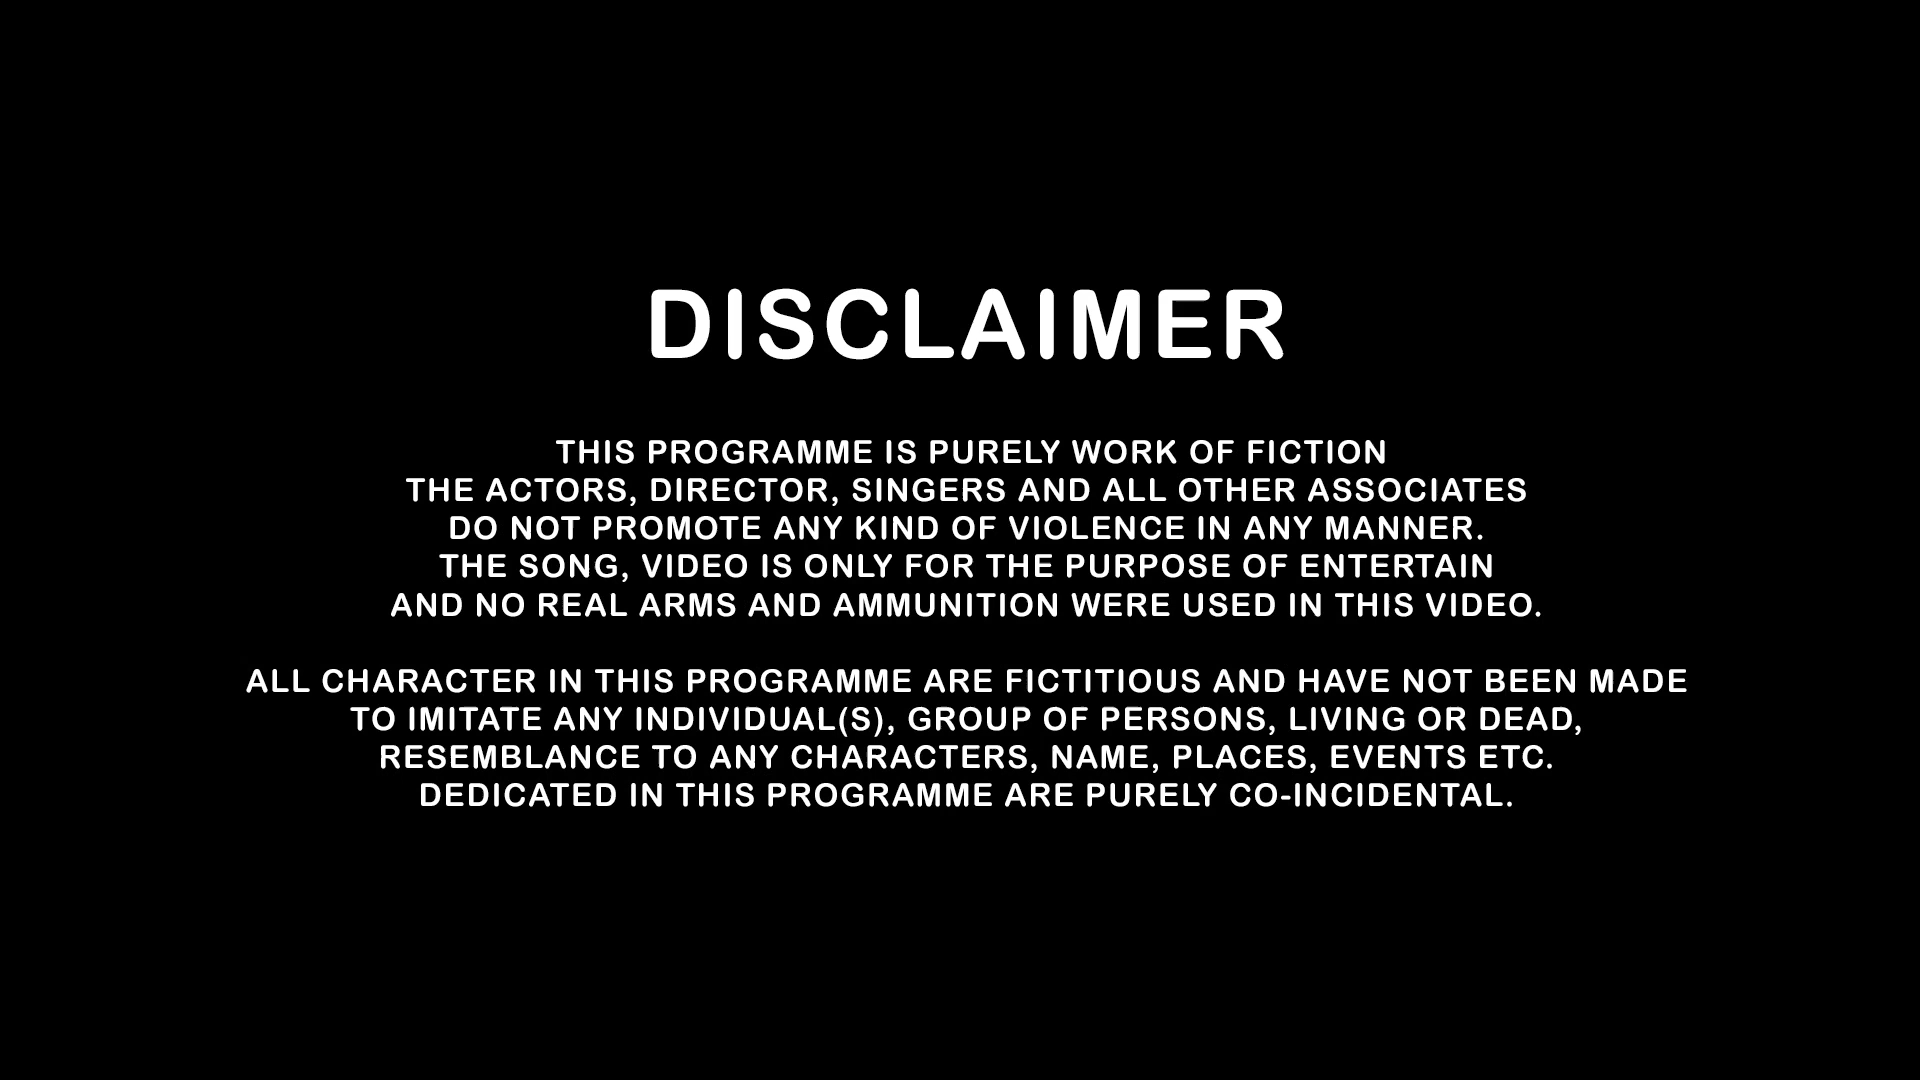 DISCLAIMER
THIS PROGRAMME IS PURELY WORK OF FICTION
THE ACTORS, DIRECTOR, SINGERS AND ALL OTHER ASSOCIATES
DO NOT PROMOTE ANY KIND OF VIOLENCE IN ANY MANNER.
THE SONG, VIDEO IS ONLY FOR THE PURPOSE OF ENTERTAIN
AND NO REAL ARMS AND AMMUNITION WERE USED IN THIS VIDEO.
ALL CHARACTER IN THIS PROGRAMME ARE FICTITIOUS AND HAVE NOT BEEN MADE
TO IMITATE ANY INDIVIDUAL(S), GROUP OF PERSONS, LIVING OR DEAD,
RESEMBLANCE TO ANY CHARACTERS, NAME, PLACES, EVENTS ETC.
DEDICATED IN THIS PROGRAMME ARE PURELY CO-INCIDENTAL.